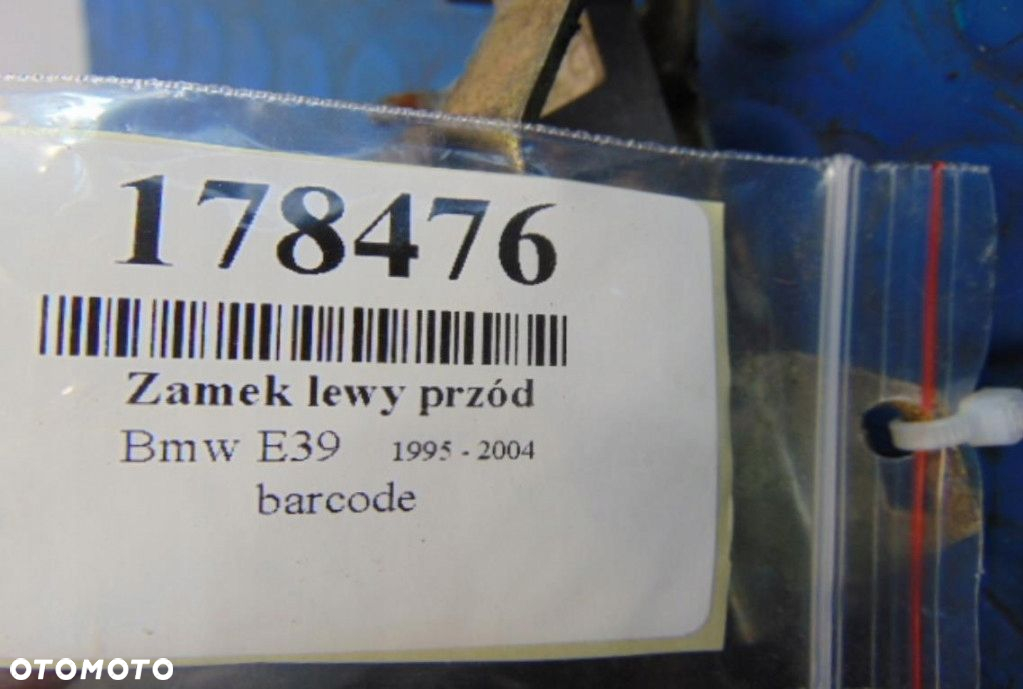 178476
Zamek lewy przód
Bmw E39 1995 - 2004
barcode
OTOMOTO